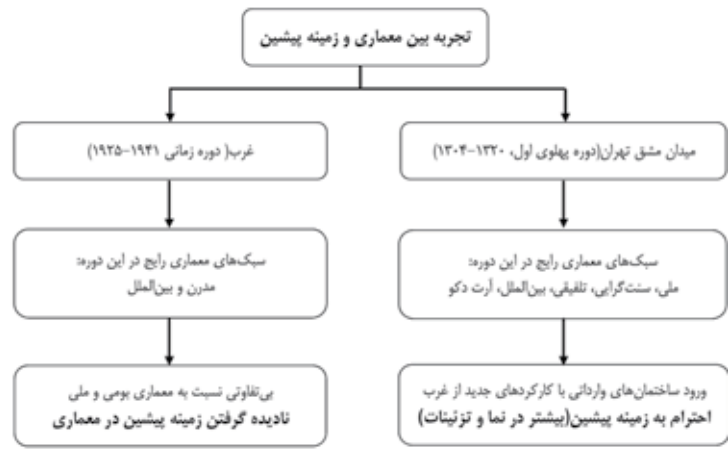 تجربه بین معماری و زمینه پیشین
میدان مشق تهران(دوره پهلوی اول، ۱۳۲۰-۱۳۰۴)
غرب( دوره زمانی ۱۹۴۱-۱۹۲۵)
سبک‌های معماری رایج در این دوره:
ملی، سنت‌گرایی، تلفیقی، بین‌الملل، آرت دکو
سبک‌های معماری رایج در این دوره:
مدرن و بین‌الملل
ورود ساختمان‌های وارداتی با کارکردهای جدید از غرب
احترام به زمینه پیشین(بیشتر در نما و تزئینات)
بی‌تفاوتی نسبت به معماری بومی و ملی
نادیده گرفتن زمینه پیشین در معماری